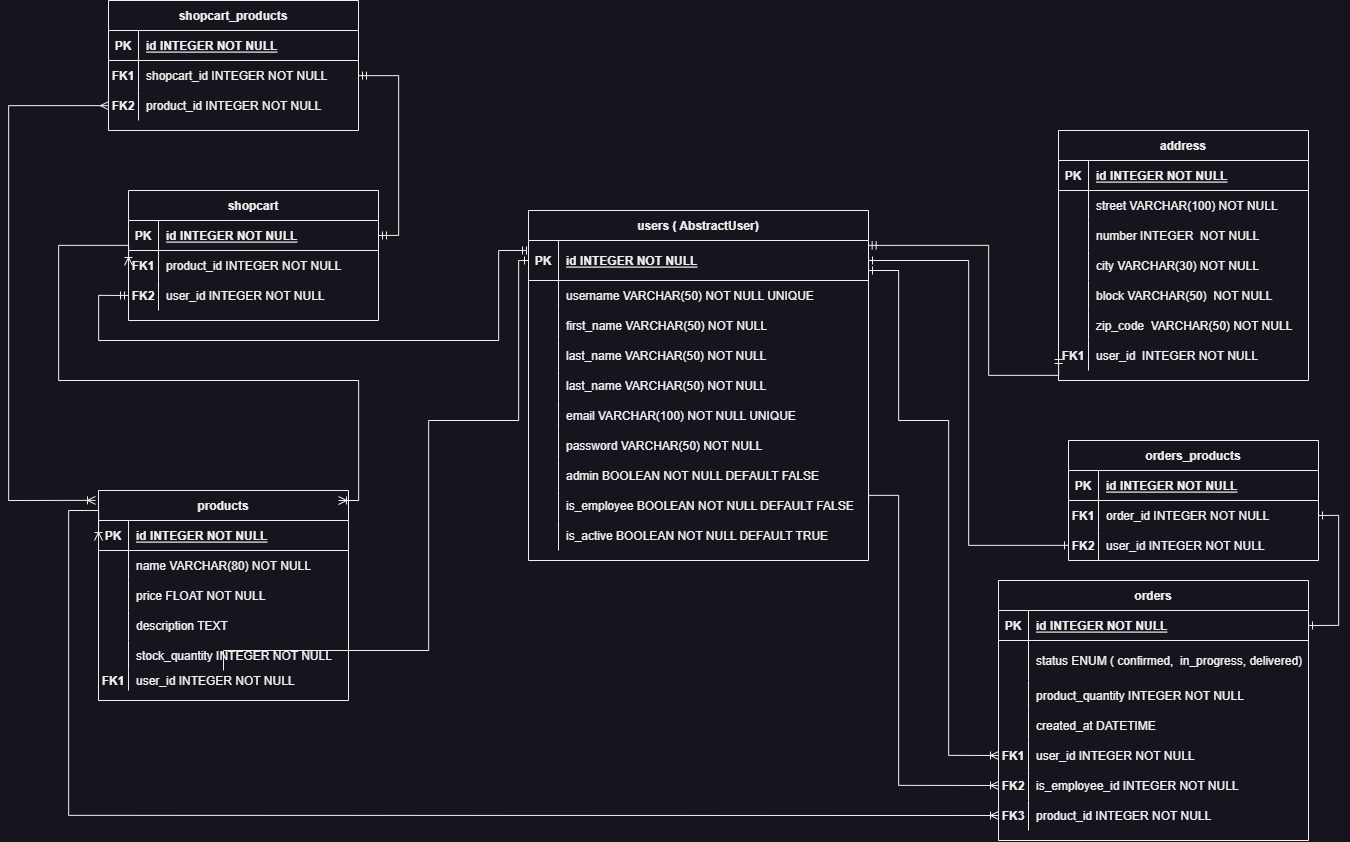 shopcart_products
PK id INTEGER NOT NULL
FK1 shopcart_id INTEGER NOT NULL
FK2 product_id INTEGER NOT NULL
shopcart
PK id INTEGER NOT NULL
FK1 product_id INTEGER NOT NULL
FK2 user_id INTEGER NOT NULL
users ( AbstractUser)
PK id INTEGER NOT NULL
username VARCHAR(50) NOT NULL UNIQUE
first_name VARCHAR(50) NOT NULL
last_name VARCHAR(50) NOT NULL
last_name VARCHAR(50) NOT NULL
email VARCHAR(100) NOT NULL UNIQUE
password VARCHAR(50) NOT NULL
admin BOOLEAN NOT NULL DEFAULT FALSE
is_employee BOOLEAN NOT NULL DEFAULT FALSE
is_active BOOLEAN NOT NULL DEFAULT TRUE
address
PK id INTEGER NOT NULL
street VARCHAR(100) NOT NULL
number INTEGER NOT NULL
city VARCHAR(30) NOT NULL
block VARCHAR(50) NOT NULL
zip_code VARCHAR(50) NOT NULL
FK1 user_id INTEGER NOT NULL
products
PK id INTEGER NOT NULL
name VARCHAR(80) NOT NULL
price FLOAT NOT NULL
description TEXT
stock_quantity INTEGER NOT NULL
FK1 user_id INTEGER NOT NULL
orders_products
PK id INTEGER NOT NULL
FK1 order_id INTEGER NOT NULL
FK2 user_id INTEGER NOT NULL
orders
PK id INTEGER NOT NULL
status ENUM ( confirmed, in_progress, delivered)
product_quantity INTEGER NOT NULL
created_at DATETIME
FK1 user_id INTEGER NOT NULL
FK2 is_employee_id INTEGER NOT NULL
FK3 product_id INTEGER NOT NULL